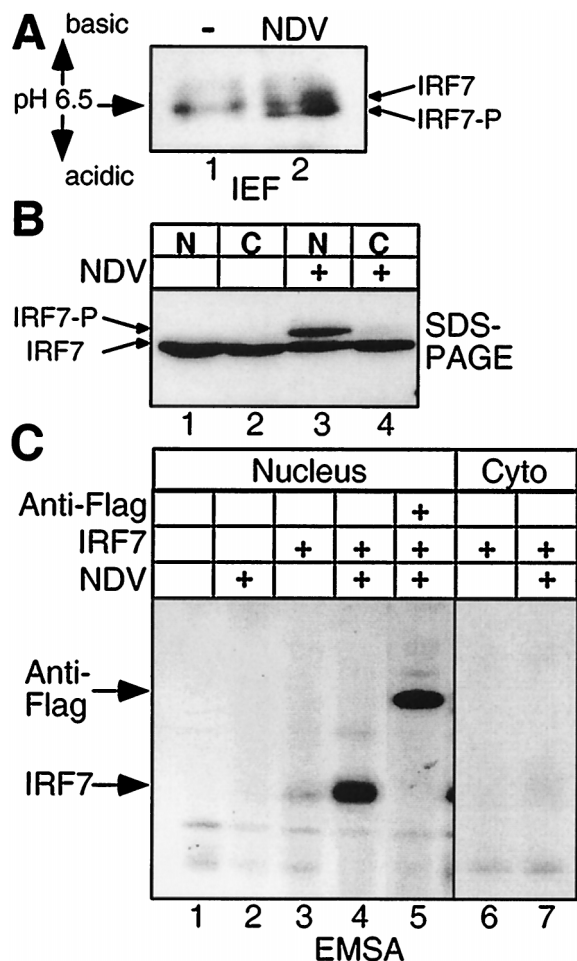 A basic - NDV
pH 6.5 IRF7
IRF7-P
acidic 1 2
IEF
B N C N C
NDV + +
IRF7-P
IRF7
SDS-
PAGE
1 2 3 4
C
Nucleus Cyto
Anti-Flag +
IRF7 + + + + +
NDV + + + +
Anti-
Flag
IRF7
1 2 3 4 5 6 7
EMSA